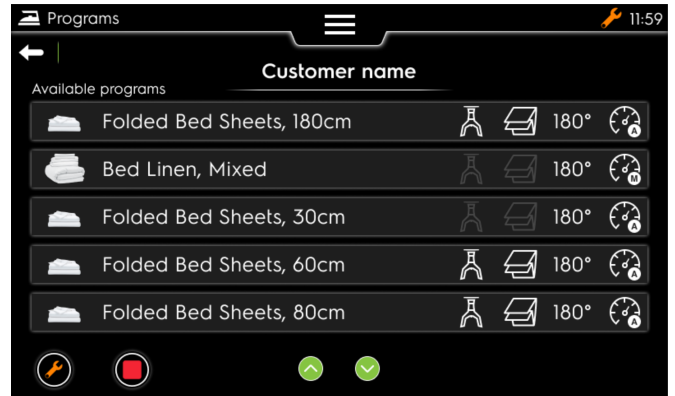 Programs
11:59
Customer name
Available programs
Folded Bed Sheets, 180cm 180° A
Bed Linen, Mixed 180° M
Folded Bed Sheets, 30cm 180° A
Folded Bed Sheets, 60cm 180° A
Folded Bed Sheets, 80cm 180° A